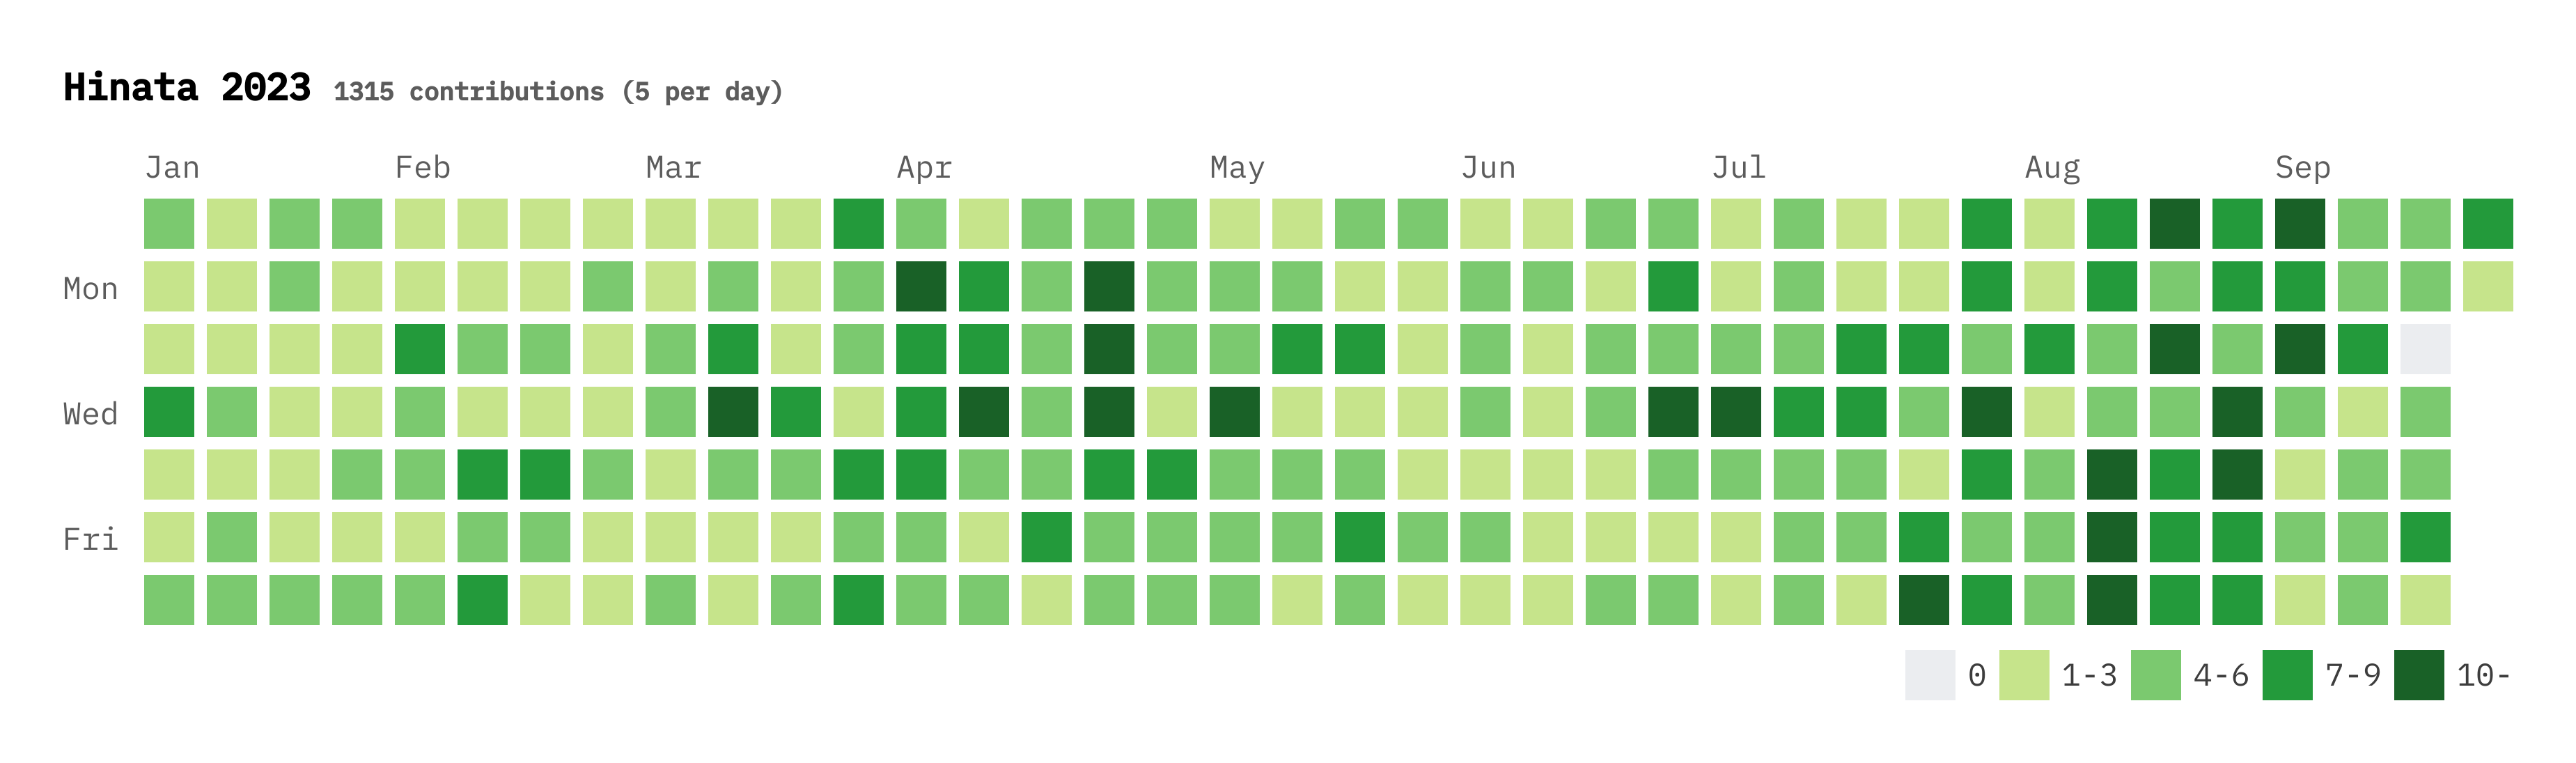 Hinata 2023 1315 contributions (5 per day)
Jan Feb Mar Apr May Jun Jul Aug Sep
Mon
Wed
Fri
0 1-3 4-6 7-9 10-